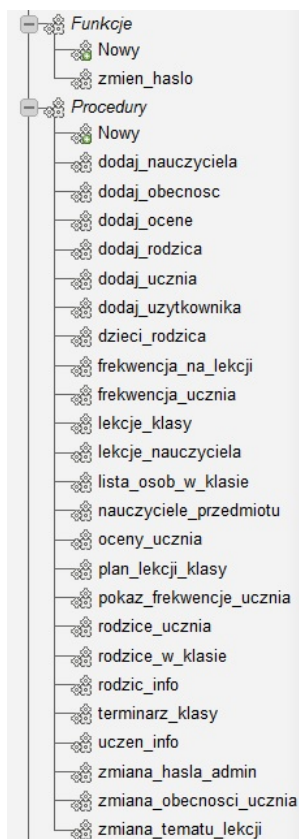 Funkcje
Nowy
zmien_haslo
Procedury
Nowy
dodaj_nauczyciela
dodaj_obecnosc
dodaj_ocene
dodaj_rodzica
dodaj_ucznia
dodaj_uzytkownika
dzieci_rodzica
frekwencja_na_lekcji
frekwencja_ucznia
lekcje_klasy
lekcje_nauczyciela
lista_osob_w_klasie
nauczyciele_przedmiotu
oceny_ucznia
plan_lekcji_klasy
pokaz_frekwencje_ucznia
rodzice_ucznia
rodzice_w_klasie
rodzic_info
terminarz_klasy
uczen_info
zmiana_hasla_admin
zmiana_obecnosci_ucznia
zmiana_tematu_lekcji